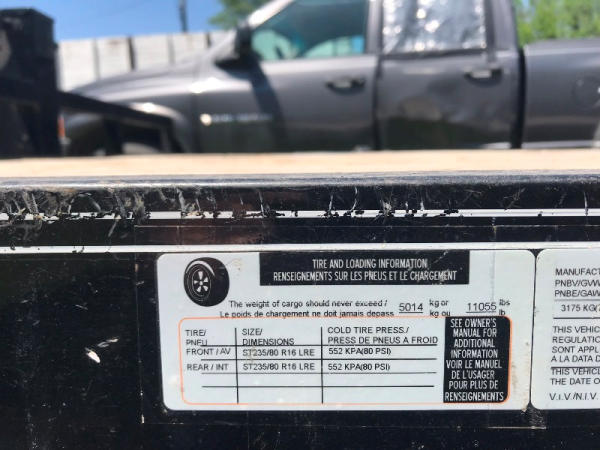 TIRE AND LOADING INFORMATION
RENSEIGNEMENTS SUR LES PNEUS ET LE CHARGEMENT
The weight of cargo should never exceed / 5014 kg or 11055 lbs
Le poids de chargement ne doit jamais depass kg ou lb
TIRE/ SIZE/ COLD TIRE PRESS./
PNEU DIMENSIONS PRESS DE PNEUS A FROID
FRONT / AV ST235/80 R16 LRE 552 KPA(80 PSI)
REAR / INT ST235/80 R16 LRE 552 KPA(80 PSI)
SEE OWNER'S
MANUAL FOR
ADDITIONAL
INFORMATION
VOIR LE MANUEL
DE L'USAGER
POUR PLUS DE
RENSEIGNEMENTS
MANUFACT
PNBV/GVW
PNBE/GAW
3175 KG(7
THIS VEHIC
REGULATIO
SONT APPL
A LA DATA D
THIS VEHICL
THE DATE O
V.I.V./N.I.V.